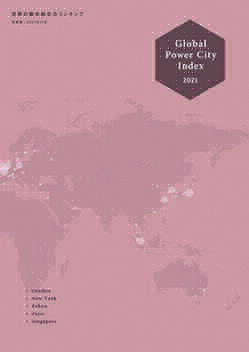 世界の都市総合力ランキング
Global
Power City
Index
2021
1. London
2. New York
3. Tokyo
4. Paris
5. Singapore